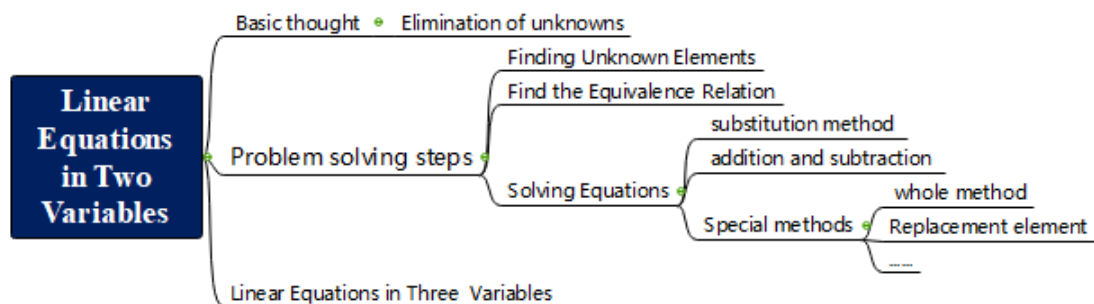 Linear
Equations
in Two
Variables
Basic thought
Elimination of unknowns
Problem solving steps
Finding Unknown Elements
Find the Equivalence Relation
Solving Equations
substitution method
addition and subtraction
Special methods
whole method
Replacement element
......
Linear Equations in Three Variables